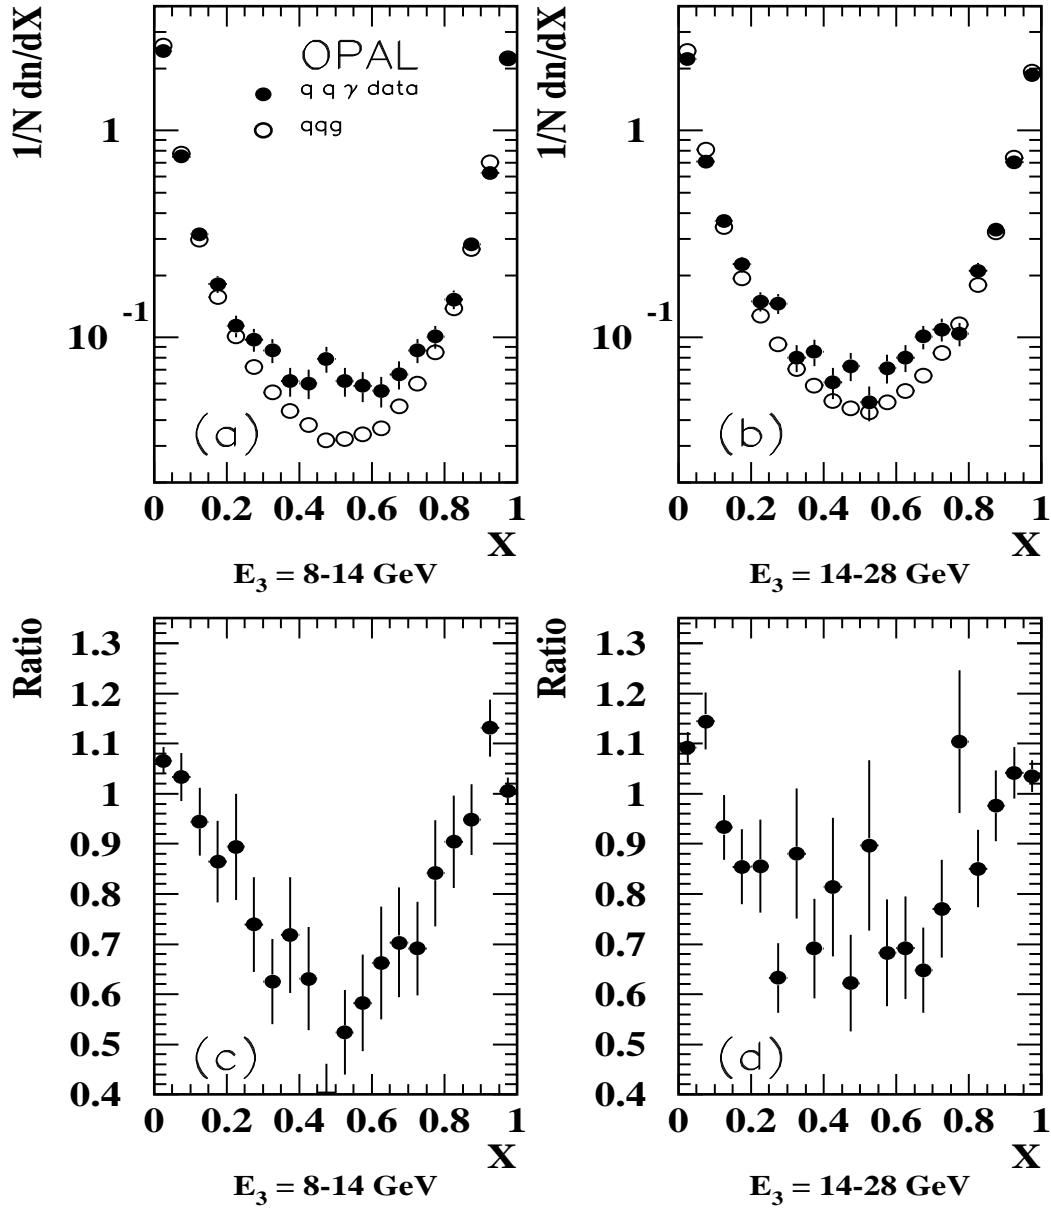 1/N dn/dX
OPAL
q q γ data
qqg
1
10 -1
(a)
0 0.2 0.4 0.6 0.8 1
X
E3 = 8-14 GeV
1/N dn/dX
1
10 -1
(b)
0 0.2 0.4 0.6 0.8 1
X
E3 = 14-28 GeV
Ratio
1.3
1.2
1.1
1
0.9
0.8
0.7
0.6
0.5
0.4
(c)
0 0.2 0.4 0.6 0.8 1
X
E3 = 8-14 GeV
Ratio
1.3
1.2
1.1
1
0.9
0.8
0.7
0.6
0.5
0.4
(d)
0 0.2 0.4 0.6 0.8 1
X
E3 = 14-28 GeV